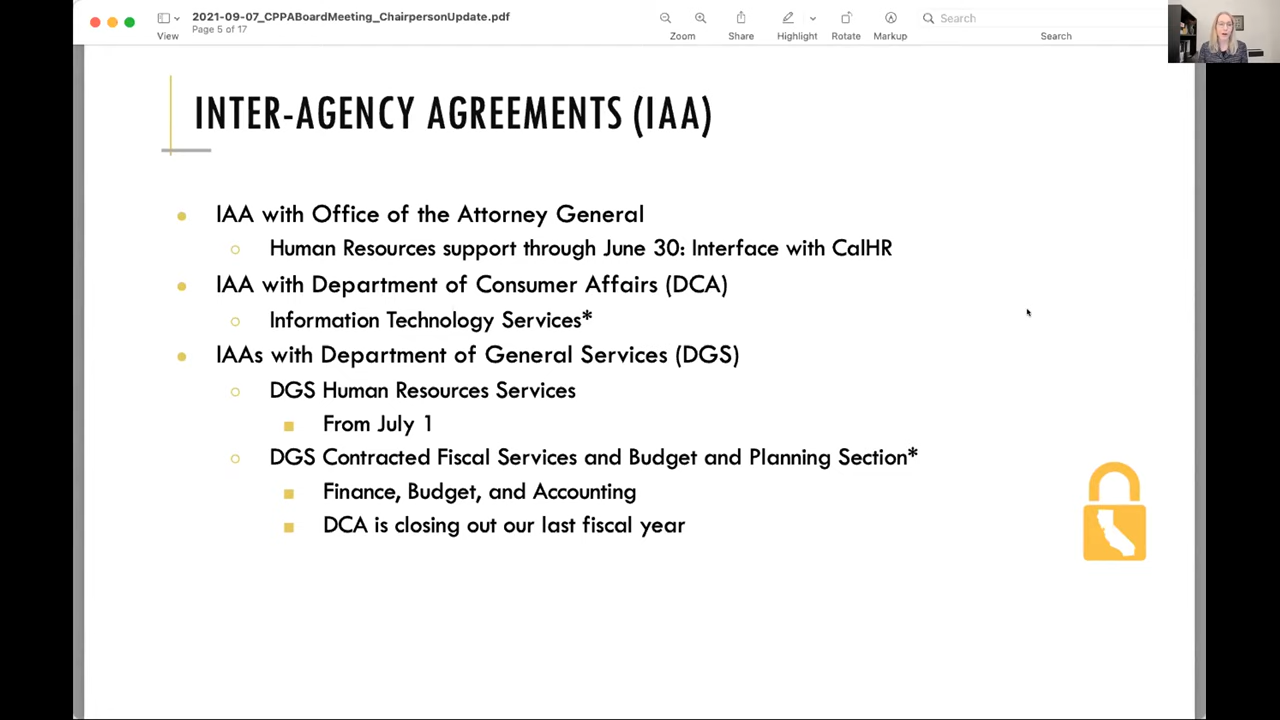 2021-09-07_CPPABoardMeeting_ChairpersonUpdate.pdf
Page 5 of 17
View
Zoom
Share
Highlight
Rotate
Markup
Search
Search
INTER-AGENCY AGREEMENTS (IAA)
IAA with Office of the Attorney General
Human Resources support through June 30: Interface with CalHR
IAA with Department of Consumer Affairs (DCA)
Information Technology Services*
IAAs with Department of General Services (DGS)
DGS Human Resources Services
From July 1
DGS Contracted Fiscal Services and Budget and Planning Section*
Finance, Budget, and Accounting
DCA is closing out our last fiscal year